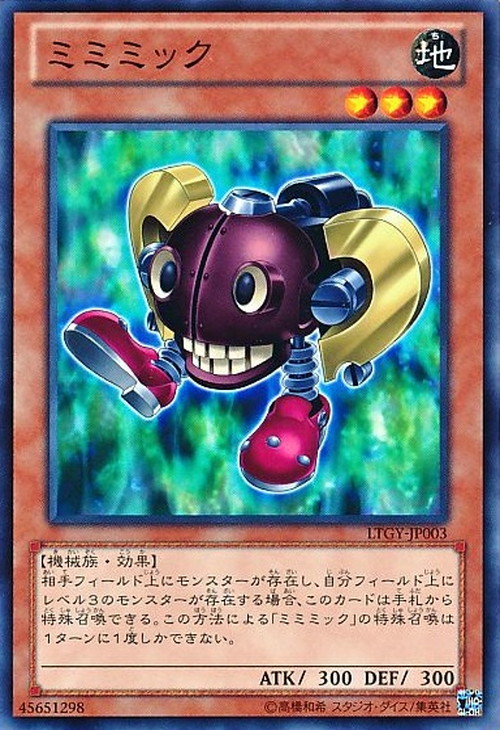 ミミミック
地
LTGY-JP003
【機械族・効果】
相手フィールド上にモンスターが存在し、自分フィールド上に
レベル3のモンスターが存在する場合、このカードは手札から
特殊召喚できる。この方法による「ミミミック」の特殊召喚は
1ターンに1度しかできない。
ATK/ 300 DEF/ 300
45651298
©高橋和希 スタジオ・ダイス/集英社